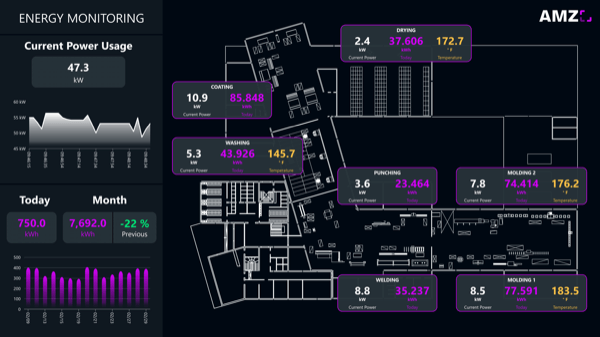 ENERGY MONITORING
Current Power Usage
47.3
kW
60 kW
55 kW
50 kW
45 kW
Today
Month
750.0
kWh
7,692.0
kWh
-22 %
Previous
500
400
300
200
100
0
AMZ
DRYING
2.4
kW
Current Power
37.606
kWh
Today
172.7
°F
Temperature
COATING
10.9
kW
Current Power
85.848
kWh
Today
WASHING
5.3
kW
Current Power
43.926
kWh
Today
145.7
°F
Temperature
PUNCHING
3.6
kW
Current Power
23.464
kWh
Today
MOLDING 2
7.8
kW
Current Power
74.414
kWh
Today
176.2
°F
Temperature
WELDING
8.8
kW
Current Power
35.237
kWh
Today
MOLDING 1
8.5
kW
Current Power
77.591
kWh
Today
183.5
°F
Temperature